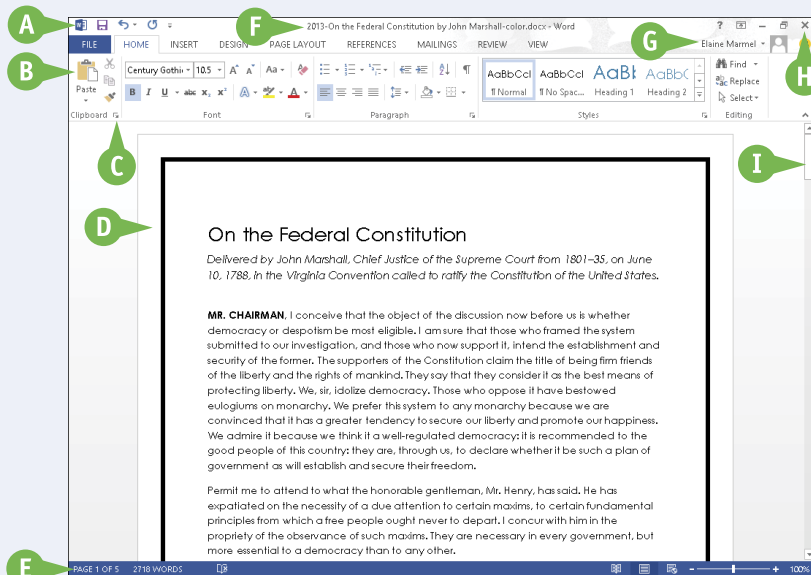 A
F
2013-On the Federal Constitution by John Marshall-color.docx - Word
?
FILE HOME INSERT DESIGN PAGE LAYOUT REFERENCES MAILINGS REVIEW VIEW
G
Elaine Marmel
H
B
Paste
Century Gothi 10.5 A A Aa
B I U abc X₂ X² A A
AaBbCcI AaBbCcI AaBb AaBbC
¶ Normal ¶ No Spac... Heading 1 Heading 2
Find
Replace
Select
Clipboard Font Paragraph Styles Editing
C
I
D
On the Federal Constitution
Delivered by John Marshall, Chief Justice of the Supreme Court from 1801–35, on June
10, 1788, in the Virginia Convention called to ratify the Constitution of the United States.
MR. CHAIRMAN, I conceive that the object of the discussion now before us is whether
democracy or despotism be most eligible. I am sure that those who framed the system
submitted to our investigation, and those who now support it, intend the establishment and
security of the former. The supporters of the Constitution claim the title of being firm friends
of the liberty and the rights of mankind. They say that they consider it as the best means of
protecting liberty. We, sir, idolize democracy. Those who oppose it have bestowed
eulogiums on monarchy. We prefer this system to any monarchy because we are
convinced that it has a greater tendency to secure our liberty and promote our happiness.
We admire it because we think it a well-regulated democracy: it is recommended to the
good people of this country: they are, through us, to declare whether it be such a plan of
government as will establish and secure their freedom.
Permit me to attend to what the honorable gentleman, Mr. Henry, has said. He has
expatiated on the necessity of a due attention to certain maxims, to certain fundamental
principles from which a free people ought never to depart. I concur with him in the
propriety of the observance of such maxims. They are necessary in every government, but
more essential to a democracy than to any other.
E
PAGE 1 OF 5 2718 WORDS
100%